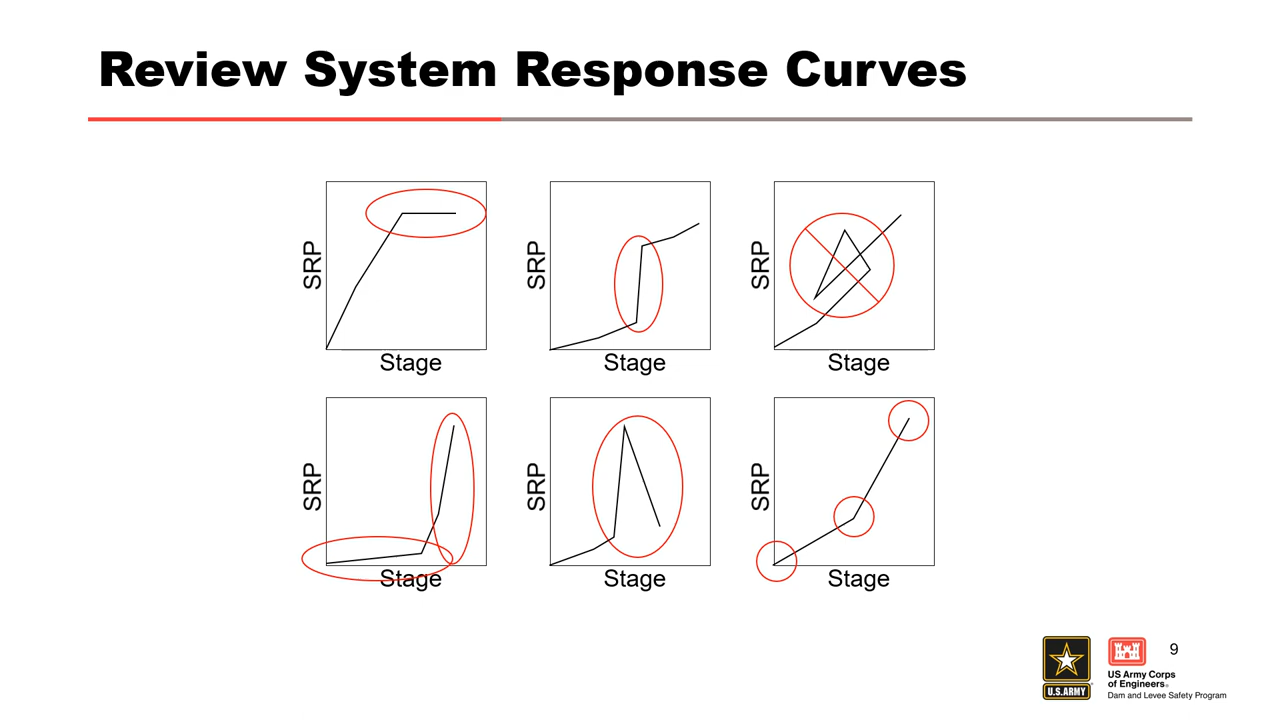 Review System Response Curves
SRP
Stage
SRP
Stage
SRP
Stage
SRP
Stage
SRP
Stage
SRP
Stage
U.S.ARMY
US Army Corps
of Engineers®
Dam and Levee Safety Program
9